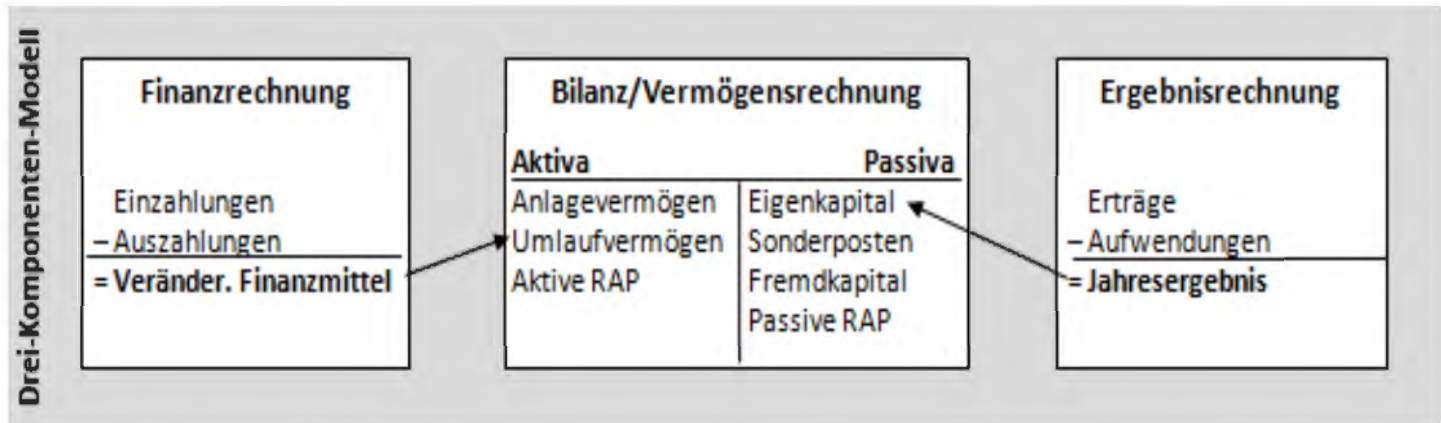 Drei-Komponenten-Modell
Finanzrechnung
Einzahlungen
– Auszahlungen
= Veränder. Finanzmittel
Bilanz/Vermögensrechnung
Aktiva Passiva
Anlagevermögen Eigenkapital
Umlaufvermögen Sonderposten
Aktive RAP Fremdkapital
Passive RAP
Ergebnisrechnung
Erträge
– Aufwendungen
= Jahresergebnis